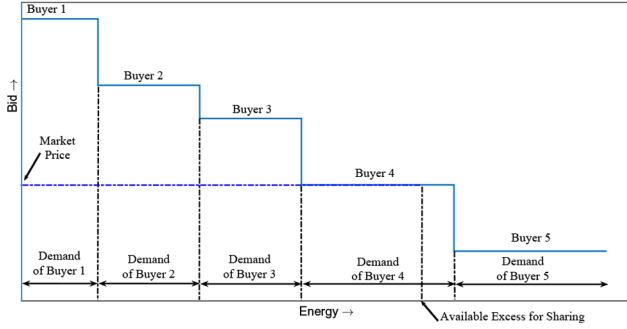 Buyer 1
Buyer 2
Buyer 3
Buyer 4
Buyer 5
Bid →
Market
Price
Demand
of Buyer 1
Demand
of Buyer 2
Demand
of Buyer 3
Demand
of Buyer 4
Demand
of Buyer 5
Energy →
Available Excess for Sharing